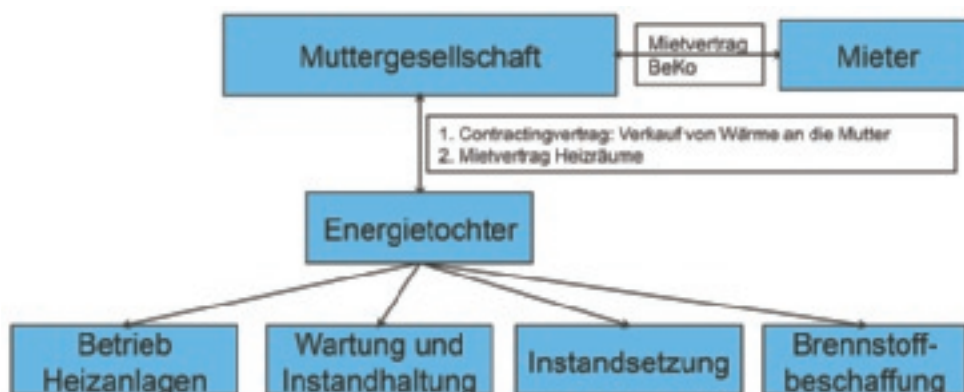 Muttergesellschaft
Mietvertrag
BeKo
Mieter
1. Contractingvertrag: Verkauf von Wärme an die Mutter
2. Mietvertrag Heizräume
Energietochter
Betrieb
Heizanlagen
Wartung und
Instandhaltung
Instandsetzung
Brennstoff-
beschaffung